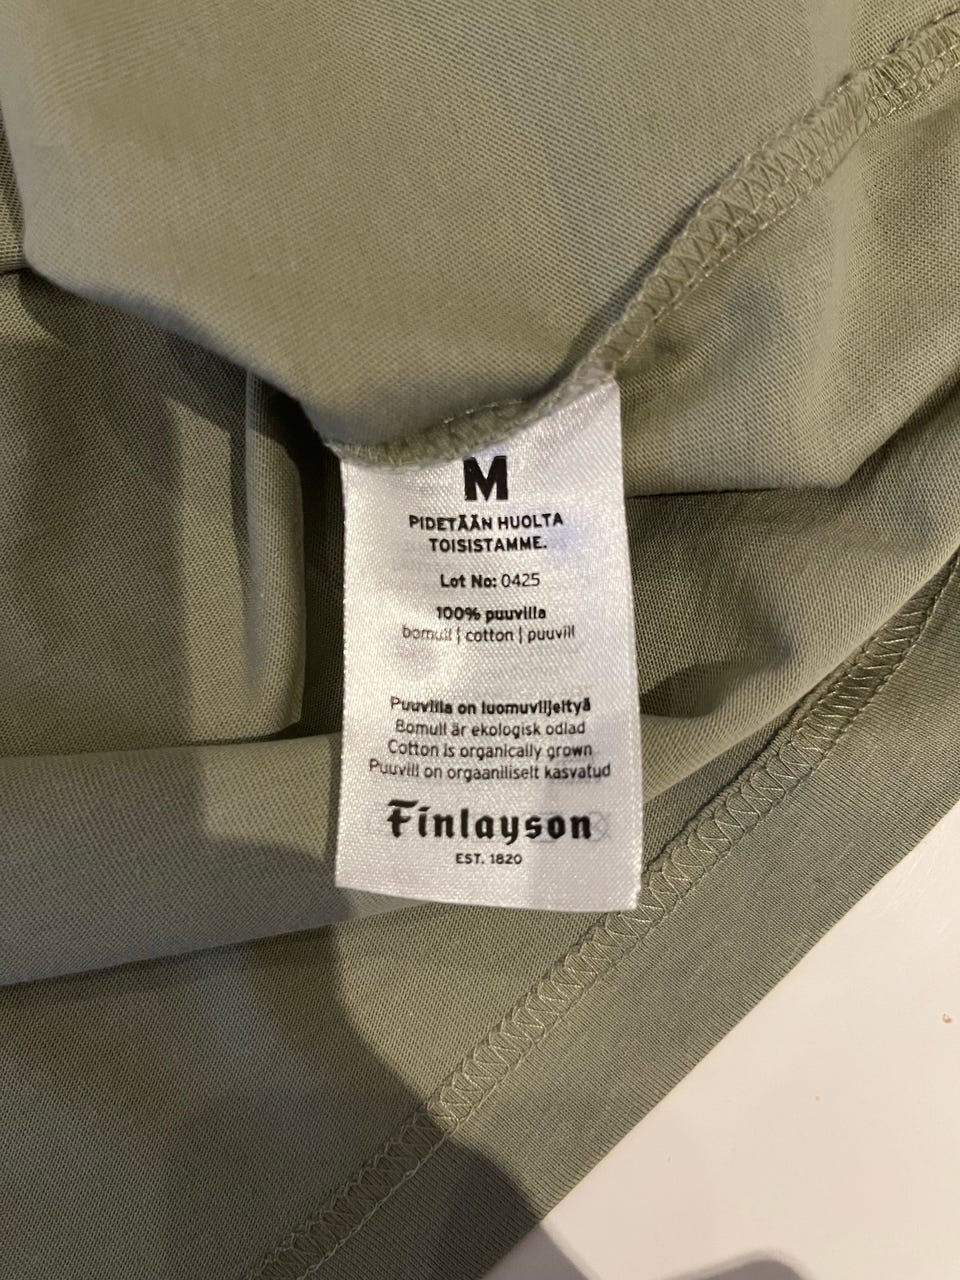 M
PIDETÄÄN HUOLTA
TOISISTAMME.
Lot No: 0425
100% puuvilla
bomull | cotton | puuvill
Puuvilla on luomuviljeltyä
Bomull är ekologisk odlad
Cotton is organically grown
Puuvill on orgaaniliselt kasvatud
Finlayson
EST. 1820